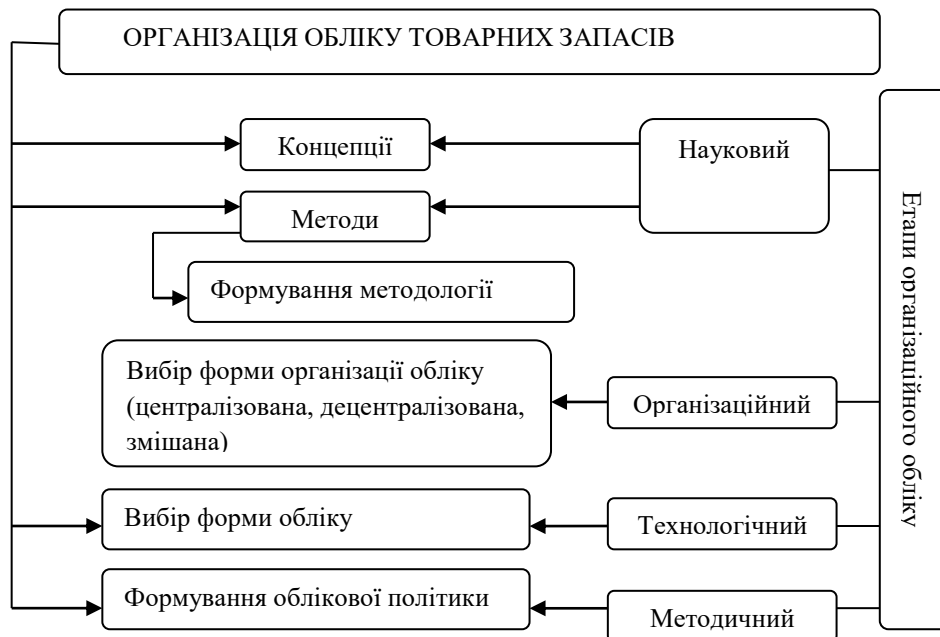 ОРГАНІЗАЦІЯ ОБЛІКУ ТОВАРНИХ ЗАПАСІВ
Концепції
Науковий
Методи
Формування методології
Вибір форми організації обліку
(централізована, децентралізована,
змішана)
Організаційний
Вибір форми обліку
Технологічний
Формування облікової політики
Методичний
Етапи організаційного обліку